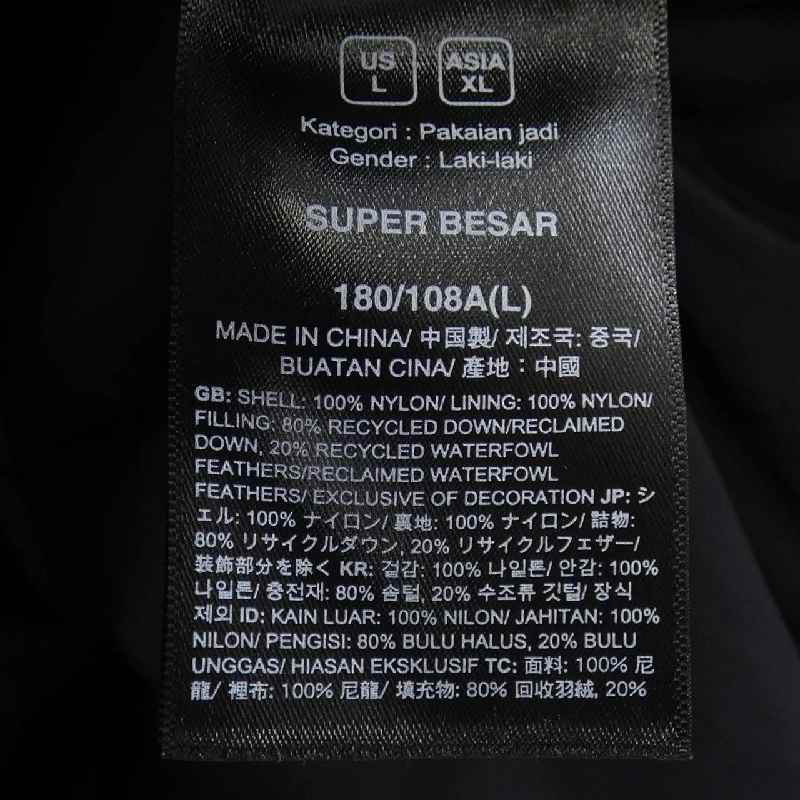 US
L
ASIA
XL
Kategori : Pakaian jadi
Gender : Laki-laki
SUPER BESAR
180/108A(L)
MADE IN CHINA/ 中国製/ 제조국: 중국/
BUATAN CINA/ 產地：中國
GB: SHELL: 100% NYLON/ LINING: 100% NYLON/
FILLING: 80% RECYCLED DOWN/RECLAIMED
DOWN, 20% RECYCLED WATERFOWL
FEATHERS/RECLAIMED WATERFOWL
FEATHERS/ EXCLUSIVE OF DECORATION JP: シ
ェル: 100% ナイロン/ 裏地: 100% ナイロン/ 詰物:
80% リサイクルダウン, 20% リサイクルフェザー/
装飾部分を除く KR: 겉감: 100% 나일론/ 안감: 100%
나일론/ 충전재: 80% 솜털, 20% 수조류 깃털/ 장식
제외 ID: KAIN LUAR: 100% NILON/ JAHITAN: 100%
NILON/ PENGISI: 80% BULU HALUS, 20% BULU
UNGGAS/ HIASAN EKSKLUSIF TC: 面料: 100% 尼
龍/ 裡布: 100% 尼龍/ 填充物: 80% 回收羽絨, 20%